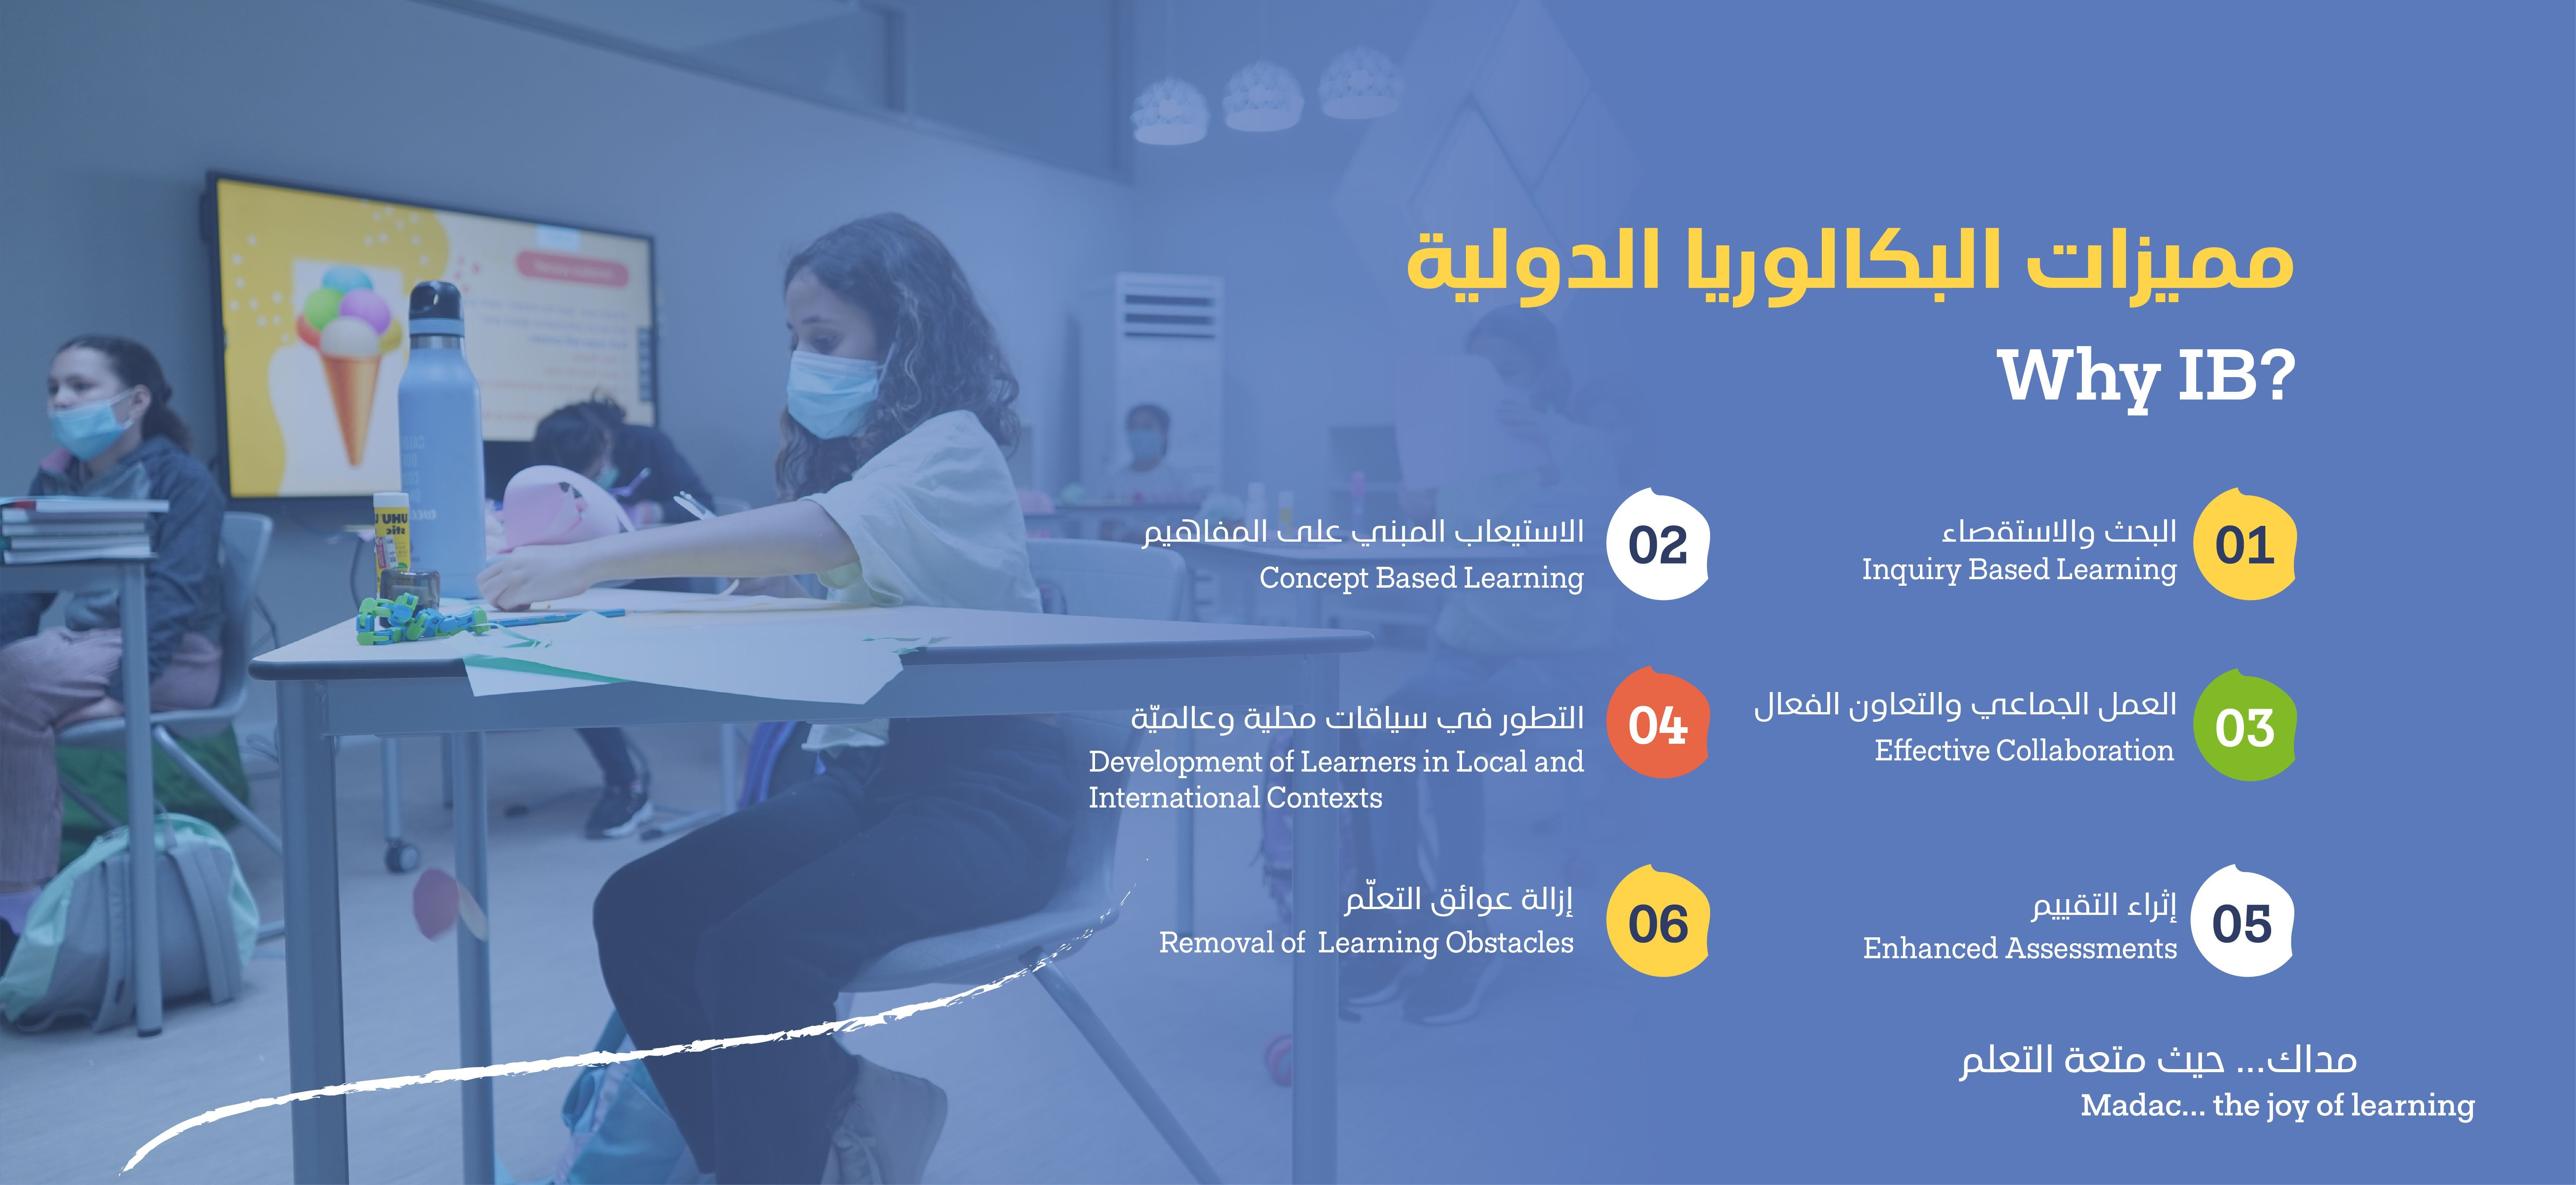 مميزات البكالوريا الدولية
Why IB?
01
البحث والاستقصاء
Inquiry Based Learning
02
الاستيعاب المبني على المفاهيم
Concept Based Learning
03
العمل الجماعي والتعاون الفعال
Effective Collaboration
04
التطور في سياقات محلية وعالميّة
Development of Learners in Local and
International Contexts
05
إثراء التقييم
Enhanced Assessments
06
إزالة عوائق التعلّم
Removal of Learning Obstacles
مداك... حيث متعة التعلم
Madac... the joy of learning
UHU
stic